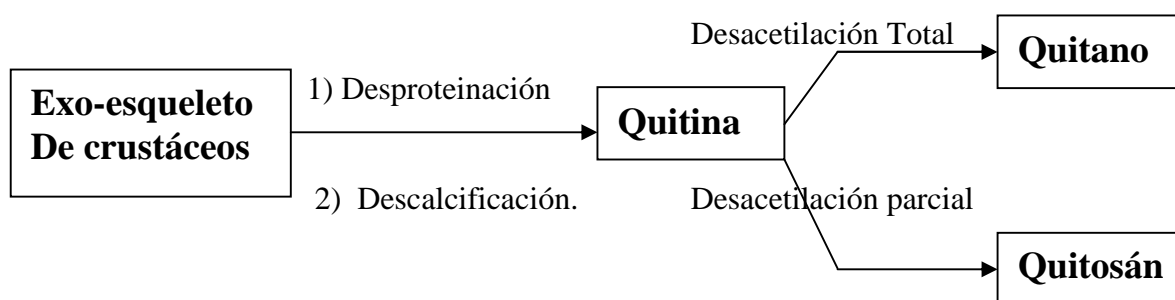 Exo-esqueleto
De crustáceos
1) Desproteinación
2) Descalcificación.
Quitina
Desacetilación Total
Quitano
Desacetilación parcial
Quitosán